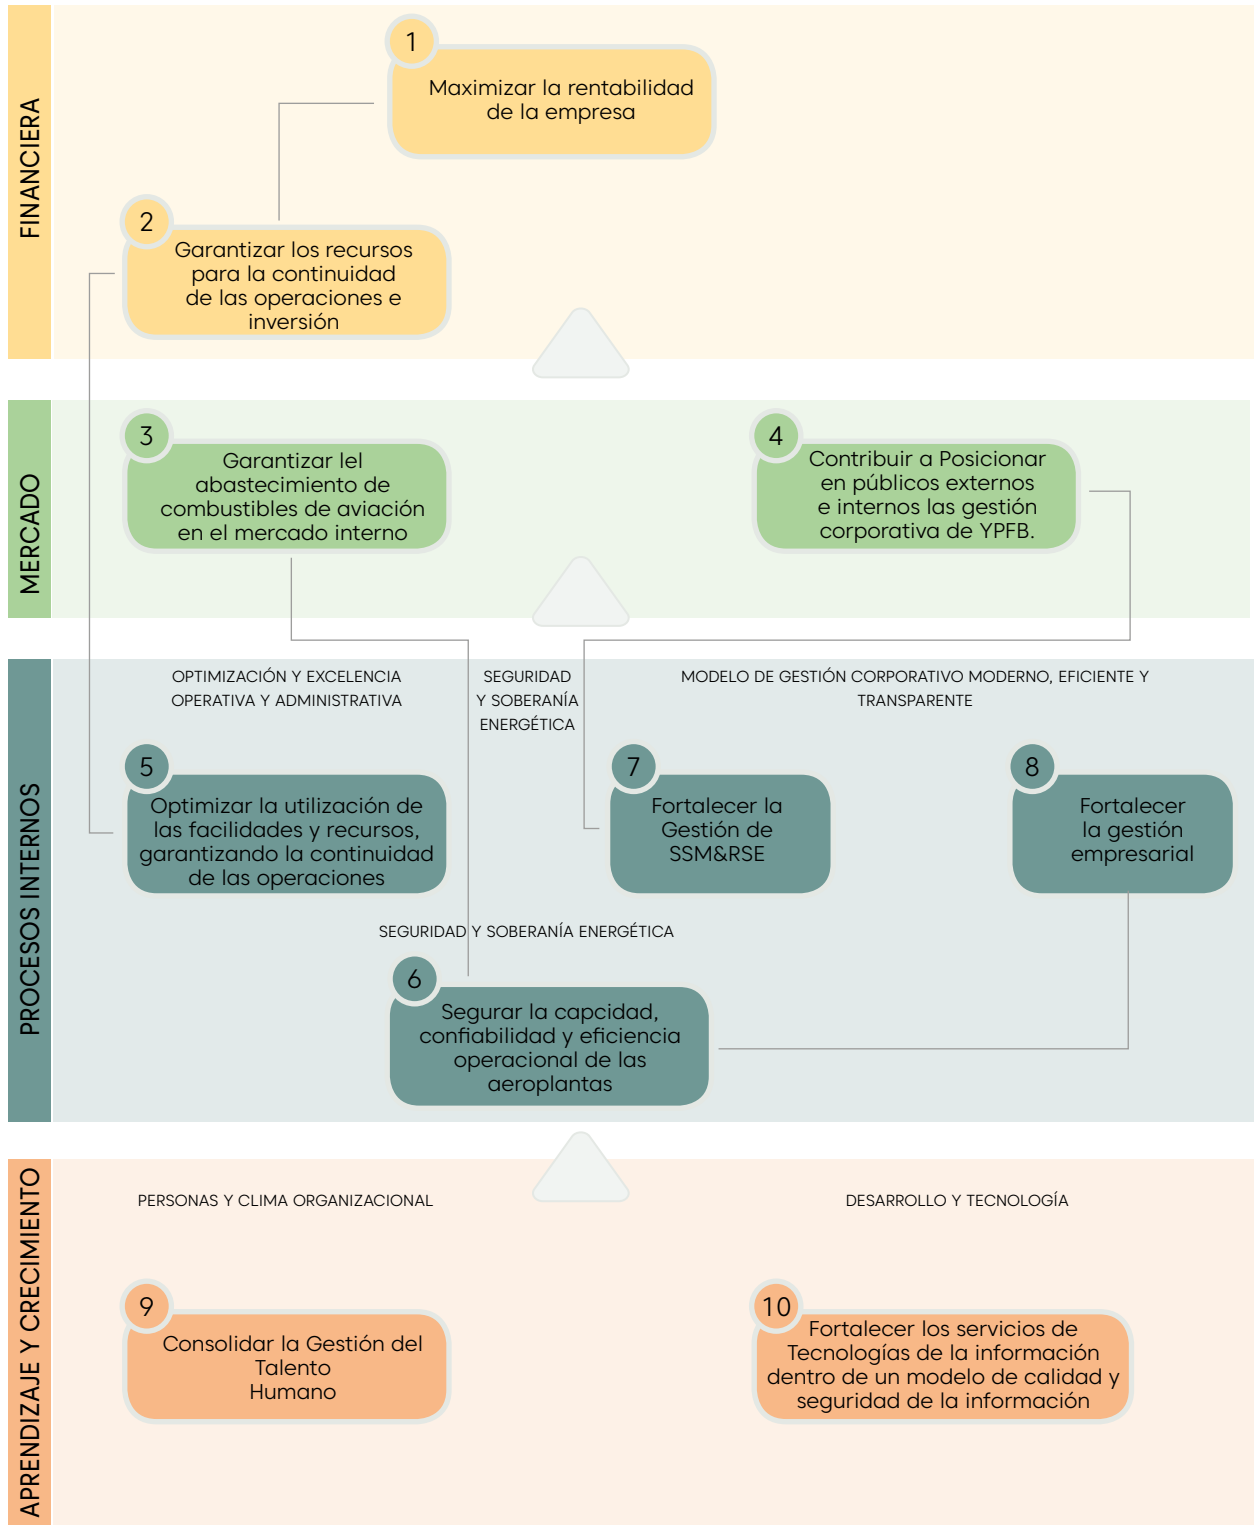 FINANCIERA
1
Maximizar la rentabilidad
de la empresa
2
Garantizar los recursos
para la continuidad
de las operaciones e
inversión
MERCADO
3
Garantizar lel
abastecimiento de
combustibles de aviación
en el mercado interno
4
Contribuir a Posicionar
en públicos externos
e internos las gestión
corporativa de YPFB.
PROCESOS INTERNOS
OPTIMIZACIÓN Y EXCELENCIA
OPERATIVA Y ADMINISTRATIVA
SEGURIDAD
Y SOBERANÍA
ENERGÉTICA
MODELO DE GESTIÓN CORPORATIVO MODERNO, EFICIENTE Y
TRANSPARENTE
5
Optimizar la utilización de
las facilidades y recursos,
garantizando la continuidad
de las operaciones
7
Fortalecer la
Gestión de
SSM&RSE
8
Fortalecer
la gestión
empresarial
SEGURIDAD Y SOBERANÍA ENERGÉTICA
6
Segurar la capcidad,
confiabilidad y eficiencia
operacional de las
aeroplantas
APRENDIZAJE Y CRECIMIENTO
PERSONAS Y CLIMA ORGANIZACIONAL
DESARROLLO Y TECNOLOGÍA
9
Consolidar la Gestión del
Talento
Humano
10
Fortalecer los servicios de
Tecnologías de la información
dentro de un modelo de calidad y
seguridad de la información